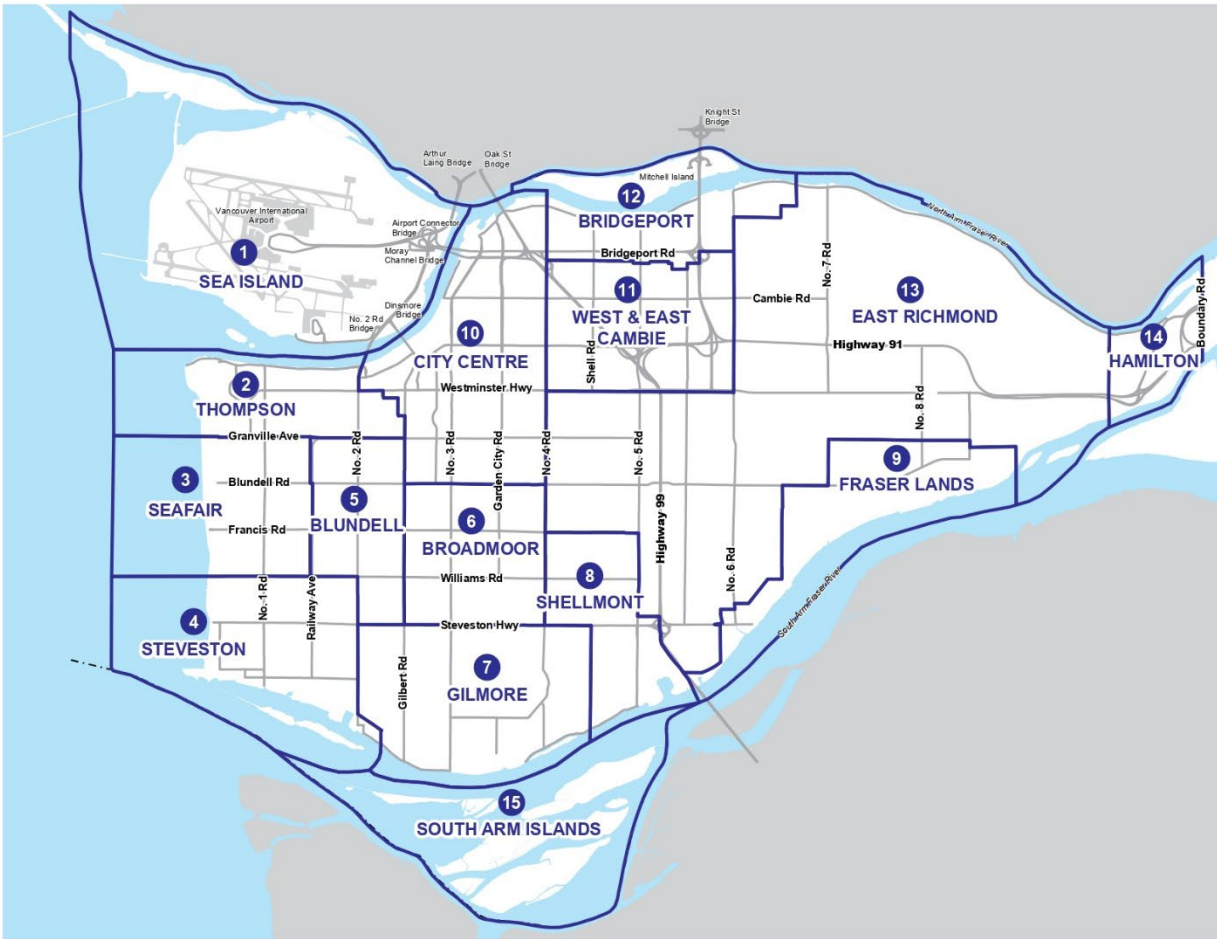 Knight St
Bridge
Arthur
Laing Bridge
Oak St
Bridge
Mitchell Island
12
BRIDGEPORT
North Arm Fraser River
Vancouver International
Airport
Airport Connector
Bridge
Moray
Channel Bridge
1
SEA ISLAND
Bridgeport Rd
No. 7 Rd
Boundary Rd
Dinsmore
Bridge
No. 2 Rd
Bridge
11
WEST & EAST
CAMBIE
Cambie Rd
13
EAST RICHMOND
10
CITY CENTRE
Shell Rd
Highway 91
14
HAMILTON
2
THOMPSON
Westminster Hwy
No. 8 Rd
Granville Ave
No. 2 Rd
No. 3 Rd
Garden City Rd
No. 4 Rd
No. 5 Rd
3
SEAFAIR
Blundell Rd
5
BLUNDELL
9
FRASER LANDS
Francis Rd
6
BROADMOOR
Highway 99
No. 6 Rd
Williams Rd
8
SHELLMONT
No. 1 Rd
Railway Ave
South Arm Fraser River
4
STEVESTON
Steveston Hwy
Gilbert Rd
7
GILMORE
15
SOUTH ARM ISLANDS